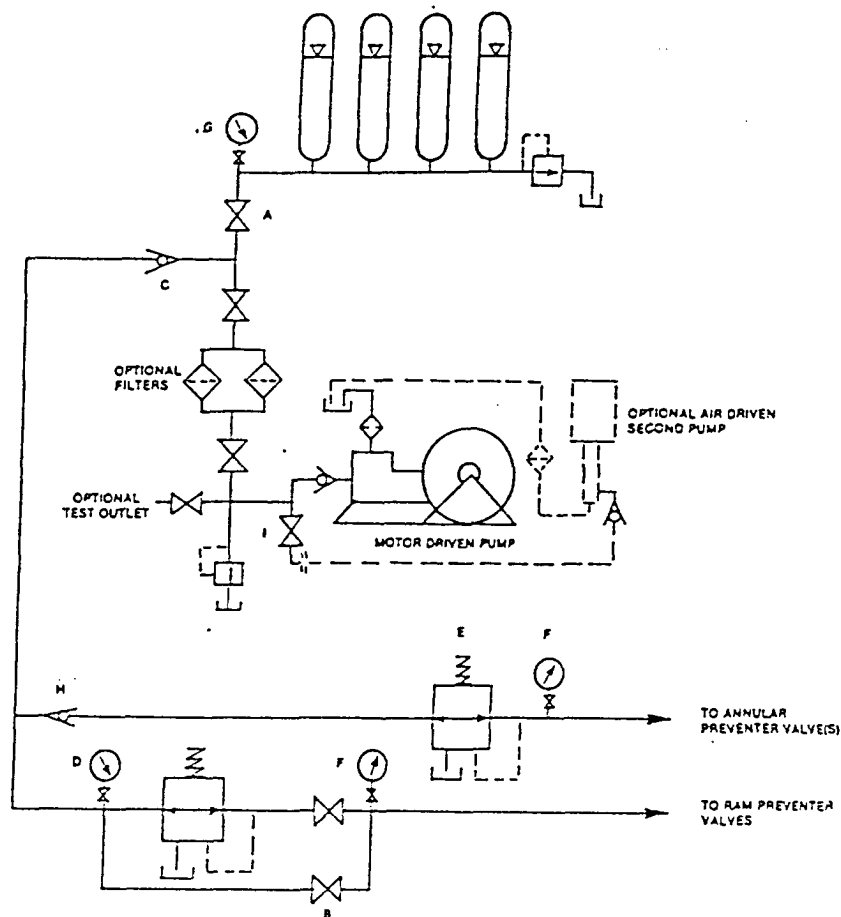 G
A
C
OPTIONAL
FILTERS
OPTIONAL AIR DRIVEN
SECOND PUMP
OPTIONAL
TEST OUTLET
I
MOTOR DRIVEN PUMP
E
F
H
TO ANNULAR
PREVENTER VALVE(S)
D
F
TO RAM PREVENTER
VALVES
B